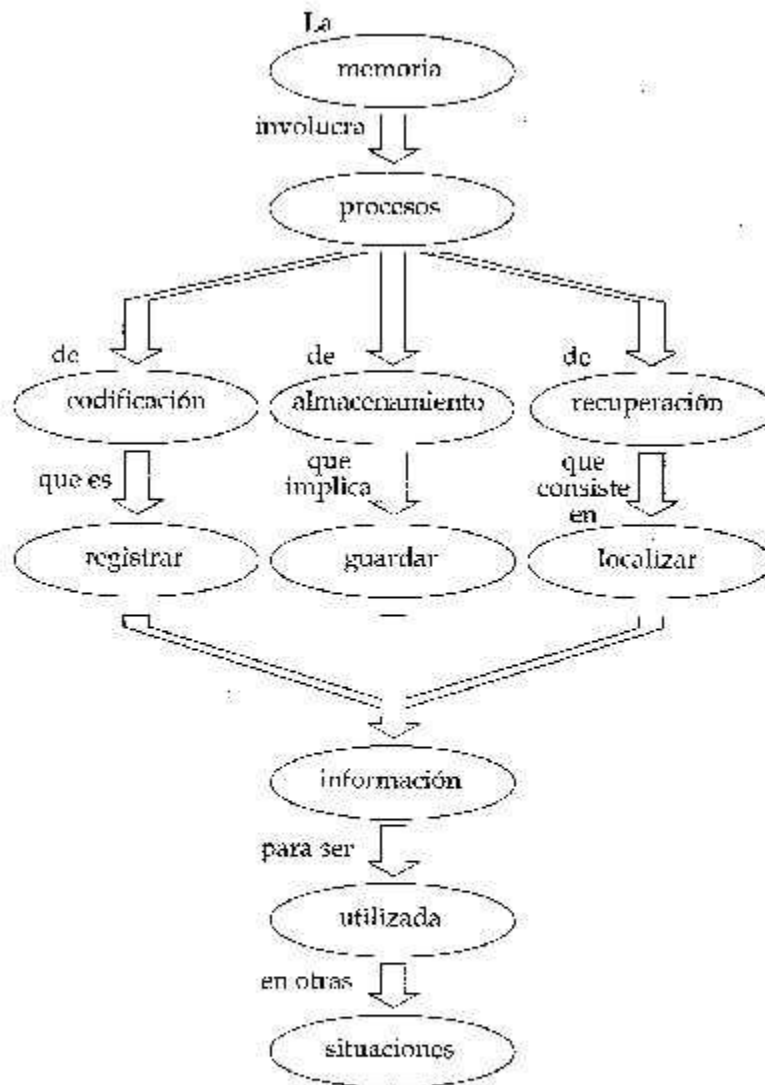 La
memoria
involucra
procesos
de
codificación
que es
registrar
de
almacenamiento
que
implica
guardar
de
recuperación
que
consiste
en
localizar
información
para ser
utilizada
en otras
situaciones